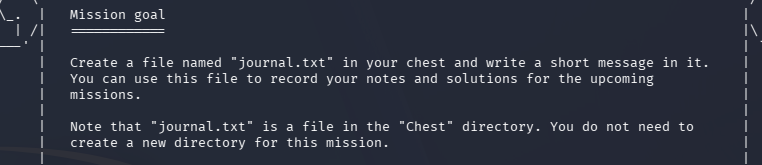 Mission goal
============
Create a file named "journal.txt" in your chest and write a short message in it.
You can use this file to record your notes and solutions for the upcoming
missions.
Note that "journal.txt" is a file in the "Chest" directory. You do not need to
create a new directory for this mission.